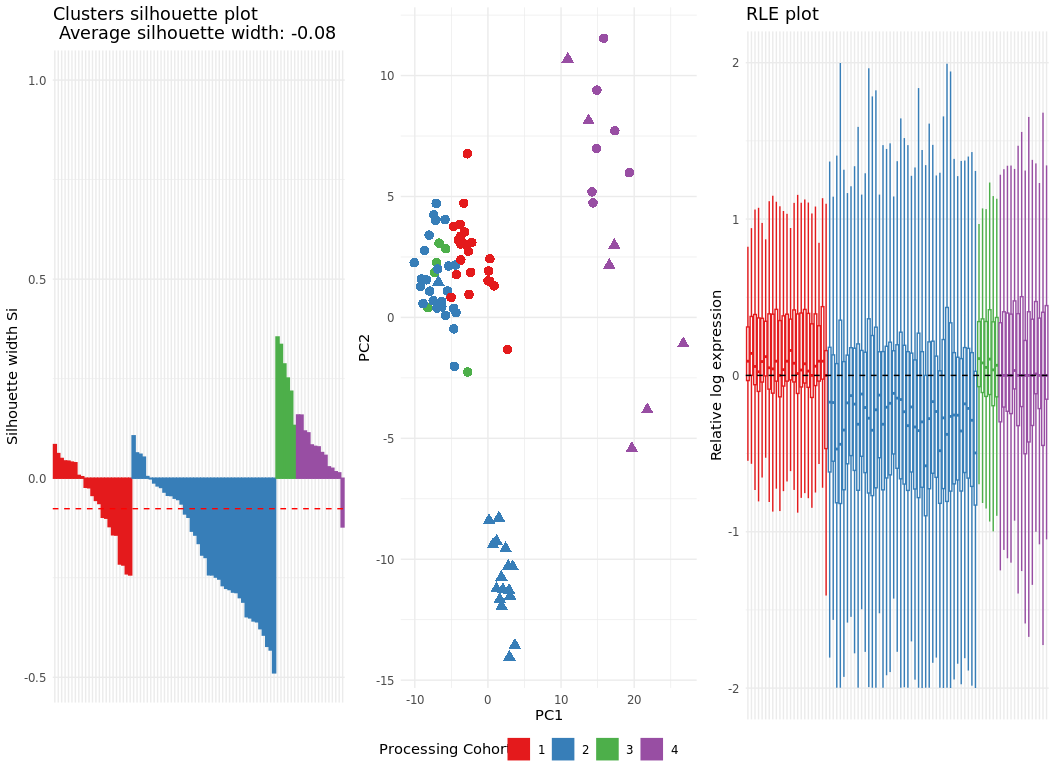 Clusters silhouette plot
Average silhouette width: -0.08
Silhouette width Si
1.0
0.5
0.0
-0.5
PC2
10
5
0
-5
-10
-15
-10
0
10
20
PC1
RLE plot
Relative log expression
2
1
0
-1
-2
Processing Cohort
1
2
3
4